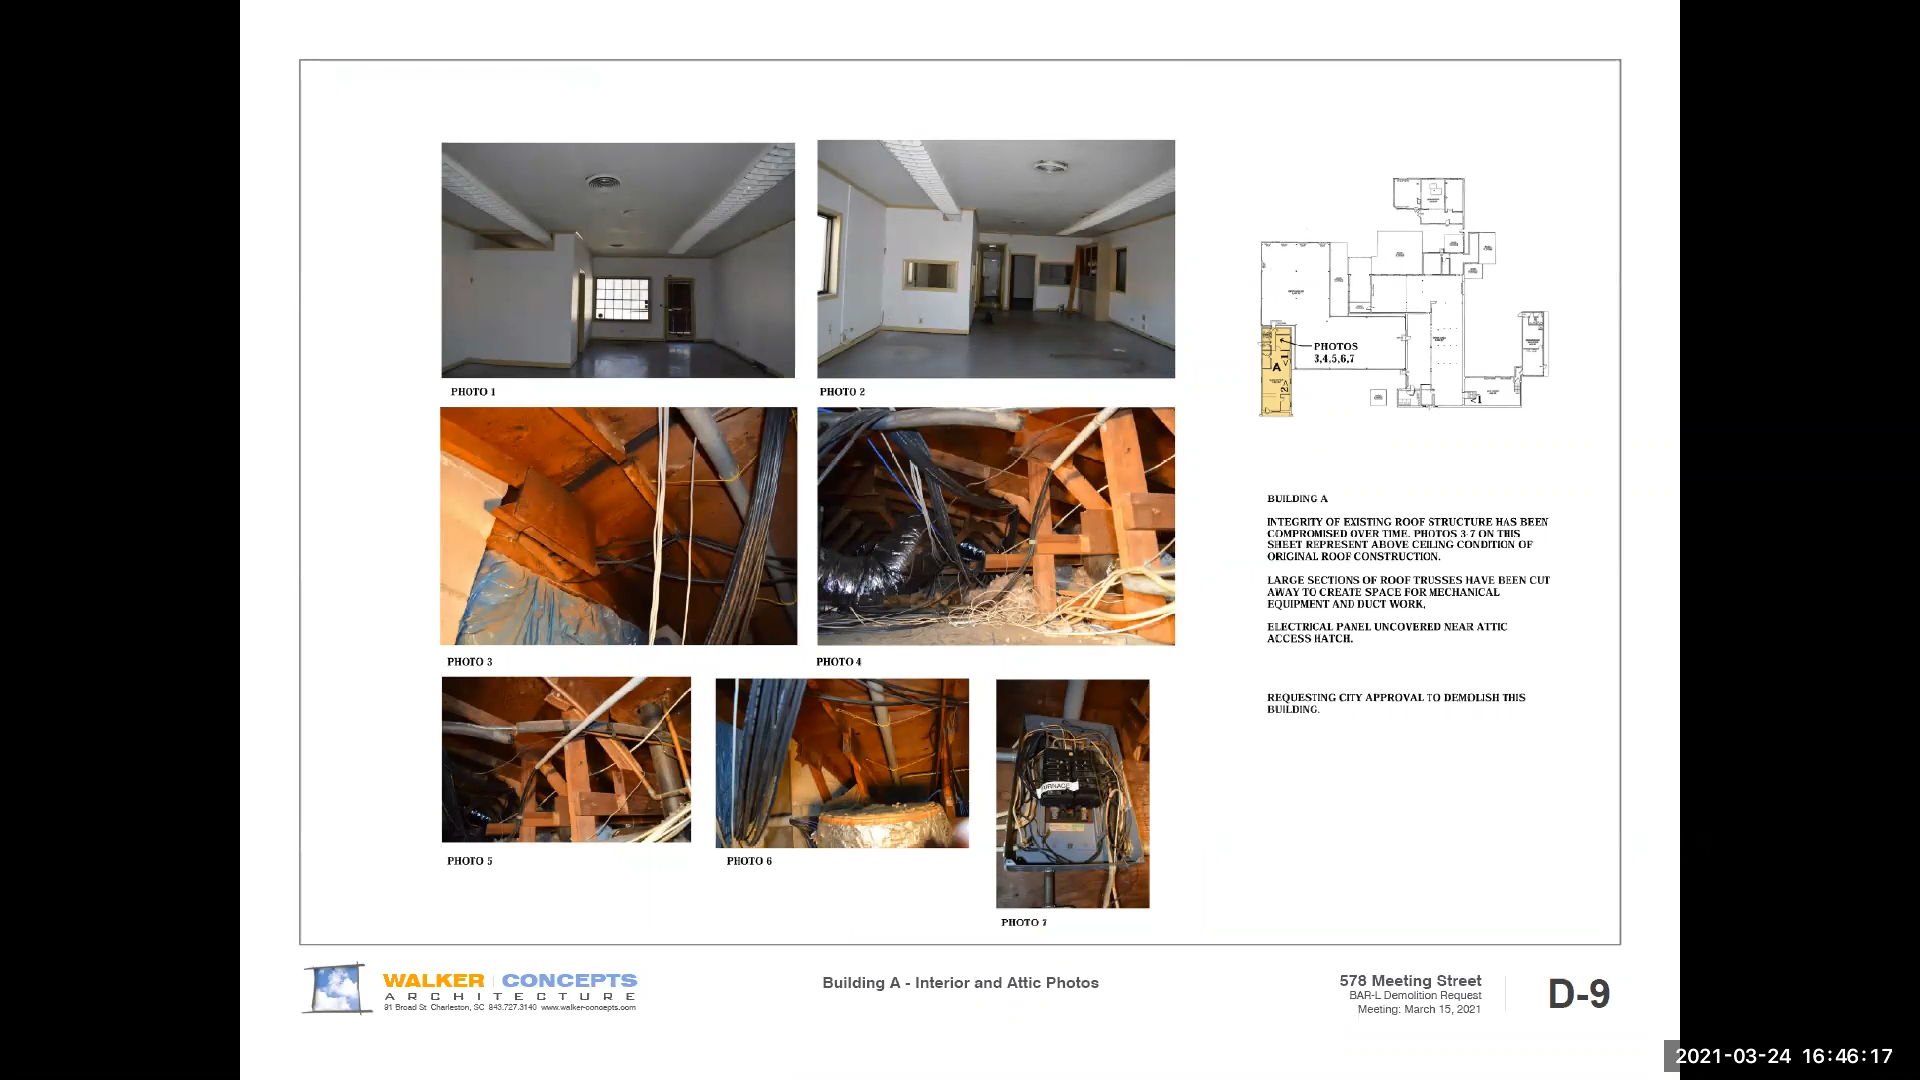 PHOTO 1
PHOTO 2
PHOTO 3
PHOTO 4
PHOTO 5
PHOTO 6
FURNACE
PHOTO 7
PHOTOS
3,4,5,6,7
A
<1
2>
<1
BUILDING A
INTEGRITY OF EXISTING ROOF STRUCTURE HAS BEEN
COMPROMISED OVER TIME. PHOTOS 3-7 ON THIS
SHEET REPRESENT ABOVE CEILING CONDITION OF
ORIGINAL ROOF CONSTRUCTION.
LARGE SECTIONS OF ROOF TRUSSES HAVE BEEN CUT
AWAY TO CREATE SPACE FOR MECHANICAL
EQUIPMENT AND DUCT WORK,
ELECTRICAL PANEL UNCOVERED NEAR ATTIC
ACCESS HATCH.
REQUESTING CITY APPROVAL TO DEMOLISH THIS
BUILDING.
WALKER CONCEPTS
ARCHITECTURE
91 Broad St Charleston, SC 843.727.3140 www.walker-concepts.com
Building A - Interior and Attic Photos
578 Meeting Street
BAR-L Demolition Request
Meeting: March 15, 2021
D-9
2021-03-24 16:46:17